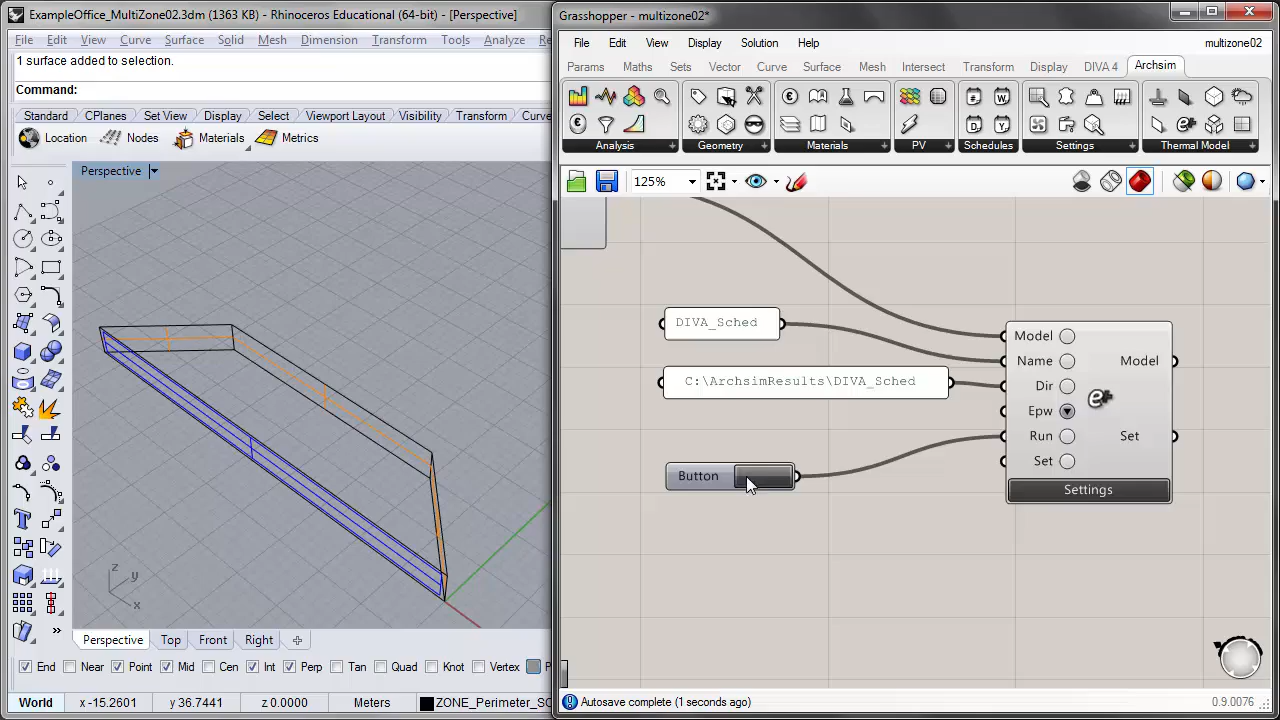 ExampleOffice_MultiZone02.3dm (1363 KB) - Rhinoceros Educational (64-bit) - [Perspective]
File Edit View Curve Surface Solid Mesh Dimension Transform Tools Analyze Re
1 surface added to selection.
Command:
Standard CPlanes Set View Display Select Viewport Layout Visibility Transform Curve
Location Nodes Materials Metrics
Perspective
z
y
x
Perspective Top Front Right
End Near Point Mid Cen Int Perp Tan Quad Knot Vertex P
World x -15.2601 y 36.7441 z 0.0000 Meters ZONE_Perimeter_SC
Grasshopper - multizone02*
File Edit View Display Solution Help multizone02
Params Maths Sets Vector Curve Surface Mesh Intersect Transform Display DIVA 4 Archsim
Analysis Geometry Materials PV Schedules Settings Thermal Model
125%
DIVA_Sched
C:\ArchsimResults\DIVA_Sched
Button
Model
Name
Dir
Epw
Run
Set
Model
Set
e+
Settings
Autosave complete (1 seconds ago) 0.9.0076